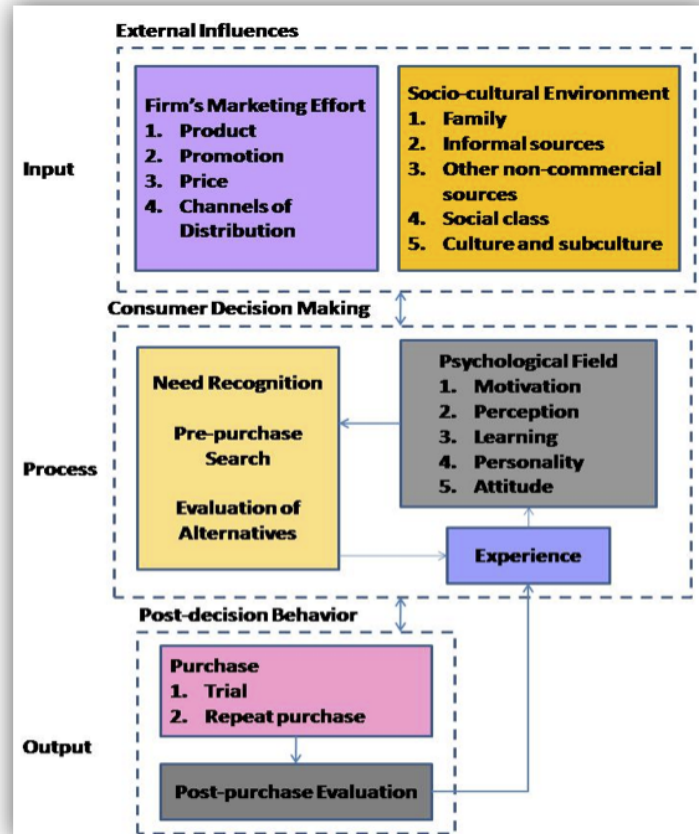 External Influences
Input
Firm's Marketing Effort
1. Product
2. Promotion
3. Price
4. Channels of
Distribution
Socio-cultural Environment
1. Family
2. Informal sources
3. Other non-commercial
sources
4. Social class
5. Culture and subculture
Consumer Decision Making
Process
Need Recognition
Pre-purchase
Search
Evaluation of
Alternatives
Psychological Field
1. Motivation
2. Perception
3. Learning
4. Personality
5. Attitude
Experience
Post-decision Behavior
Output
Purchase
1. Trial
2. Repeat purchase
Post-purchase Evaluation